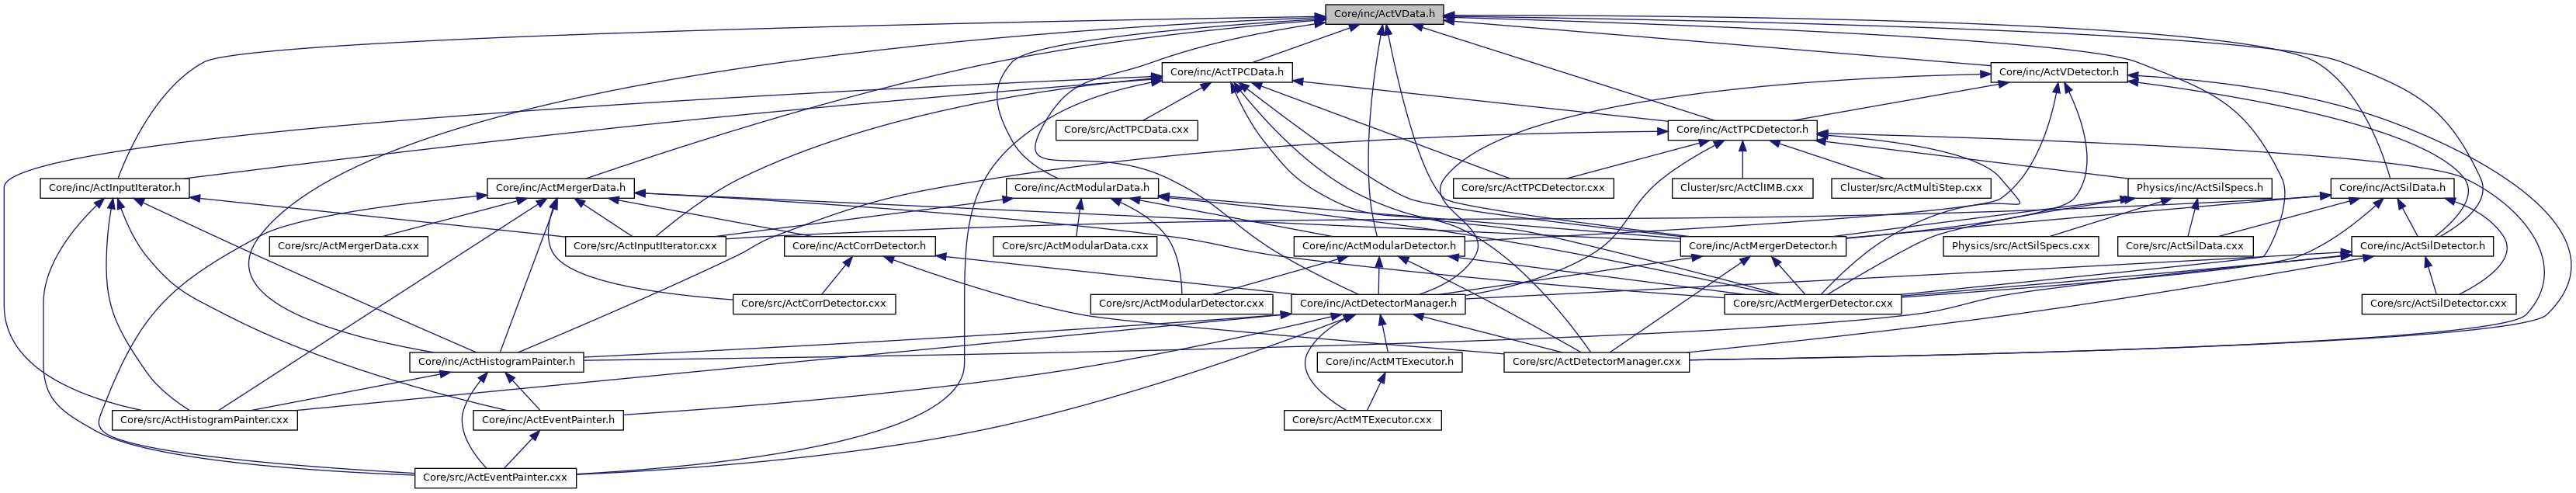 Core/inc/ActVData.h
Core/inc/ActTPCData.h
Core/inc/ActVDetector.h
Core/src/ActTPCData.cxx
Core/inc/ActTPCDetector.h
Core/inc/ActInputIterator.h
Core/inc/ActMergerData.h
Core/inc/ActModularData.h
Core/src/ActTPCDetector.cxx
Cluster/src/ActClIMB.cxx
Cluster/src/ActMultiStep.cxx
Physics/inc/ActSilSpecs.h
Core/inc/ActSilData.h
Core/src/ActMergerData.cxx
Core/src/ActInputIterator.cxx
Core/inc/ActCorrDetector.h
Core/src/ActModularData.cxx
Core/inc/ActModularDetector.h
Core/inc/ActMergerDetector.h
Physics/src/ActSilSpecs.cxx
Core/src/ActSilData.cxx
Core/inc/ActSilDetector.h
Core/src/ActCorrDetector.cxx
Core/src/ActModularDetector.cxx
Core/inc/ActDetectorManager.h
Core/src/ActMergerDetector.cxx
Core/src/ActSilDetector.cxx
Core/inc/ActHistogramPainter.h
Core/inc/ActMTExecutor.h
Core/src/ActDetectorManager.cxx
Core/src/ActHistogramPainter.cxx
Core/inc/ActEventPainter.h
Core/src/ActMTExecutor.cxx
Core/src/ActEventPainter.cxx